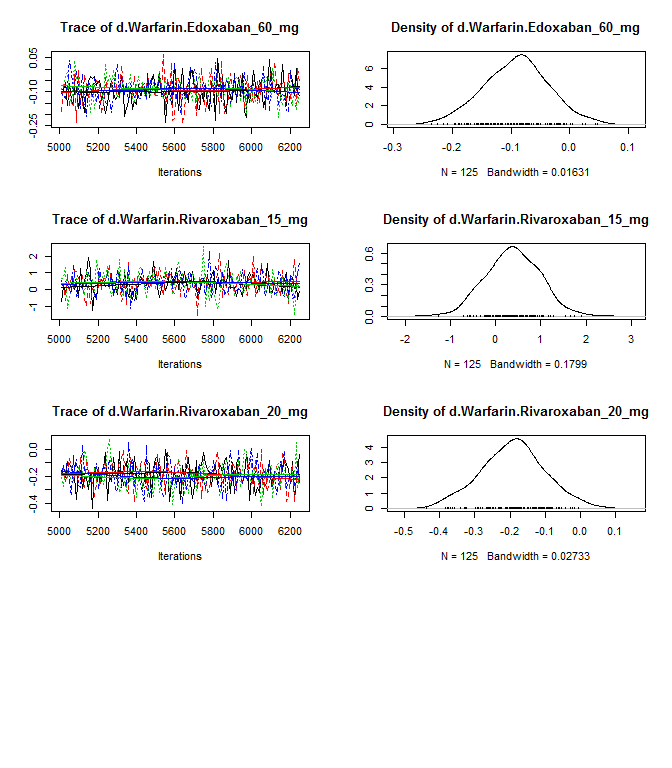 Trace of d.Warfarin.Edoxaban_60_mg
Density of d.Warfarin.Edoxaban_60_mg
0.05
-0.10
-0.25
5000 5200 5400 5600 5800 6000 6200
Iterations
6
4
2
0
-0.3 -0.2 -0.1 0.0 0.1
N = 125 Bandwidth = 0.01631
Trace of d.Warfarin.Rivaroxaban_15_mg
Density of d.Warfarin.Rivaroxaban_15_mg
2
1
0
-1
5000 5200 5400 5600 5800 6000 6200
Iterations
0.6
0.3
0.0
-2 -1 0 1 2 3
N = 125 Bandwidth = 0.1799
Trace of d.Warfarin.Rivaroxaban_20_mg
Density of d.Warfarin.Rivaroxaban_20_mg
0.0
-0.2
-0.4
5000 5200 5400 5600 5800 6000 6200
Iterations
4
3
2
1
0
-0.5 -0.4 -0.3 -0.2 -0.1 0.0 0.1
N = 125 Bandwidth = 0.02733